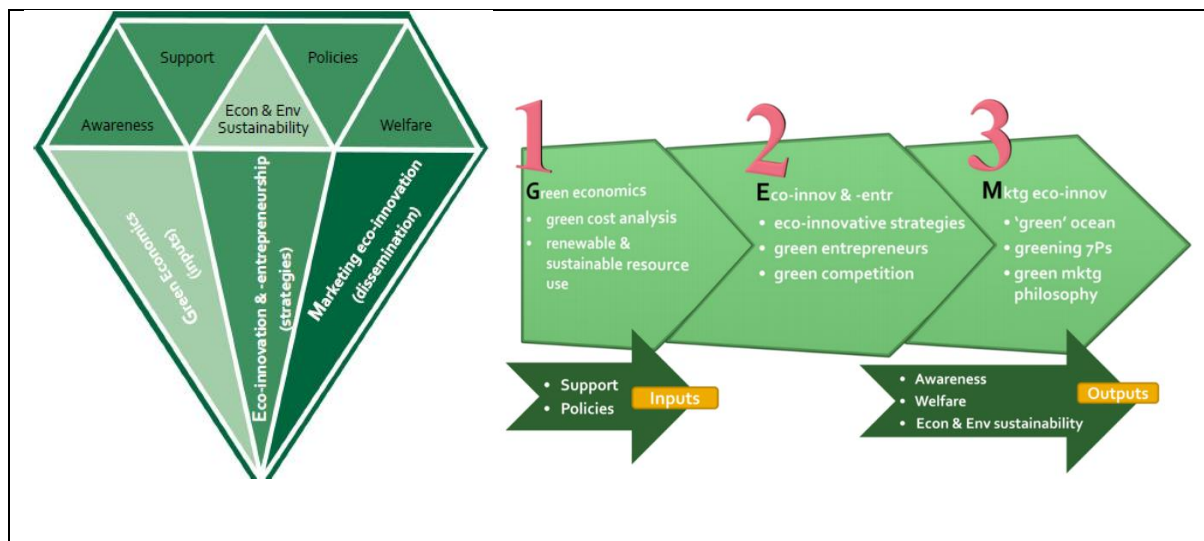 Support
Policies
Awareness
Econ & Env
Sustainability
Welfare
Green Economics
(inputs)
Eco-innovation & -entrepreneurship
(strategies)
Marketing eco-innovation
(dissemination)
1
Green economics
• green cost analysis
• renewable &
sustainable resource
use
2
Eco-innov & -entr
• eco-innovative strategies
• green entrepreneurs
• green competition
3
Mktg eco-innov
• ‘green’ ocean
• greening 7Ps
• green mktg
philosophy
• Support
• Policies
Inputs
• Awareness
• Welfare
• Econ & Env sustainability
Outputs